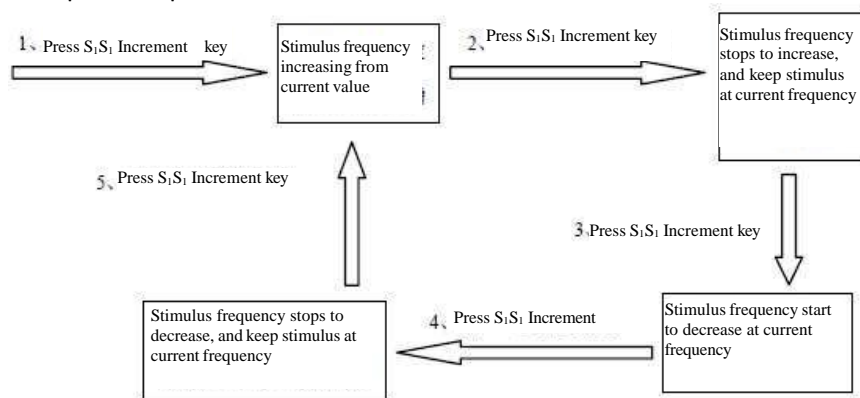 1、Press S₁S₁ Increment key
Stimulus frequency
increasing from
current value
2、Press S₁S₁ Increment key
Stimulus frequency
stops to increase,
and keep stimulus
at current frequency
3、Press S₁S₁ Increment key
Stimulus frequency start
to decrease at current
frequency
4、Press S₁S₁ Increment
Stimulus frequency stops to
decrease, and keep stimulus at
current frequency
5、Press S₁S₁ Increment key